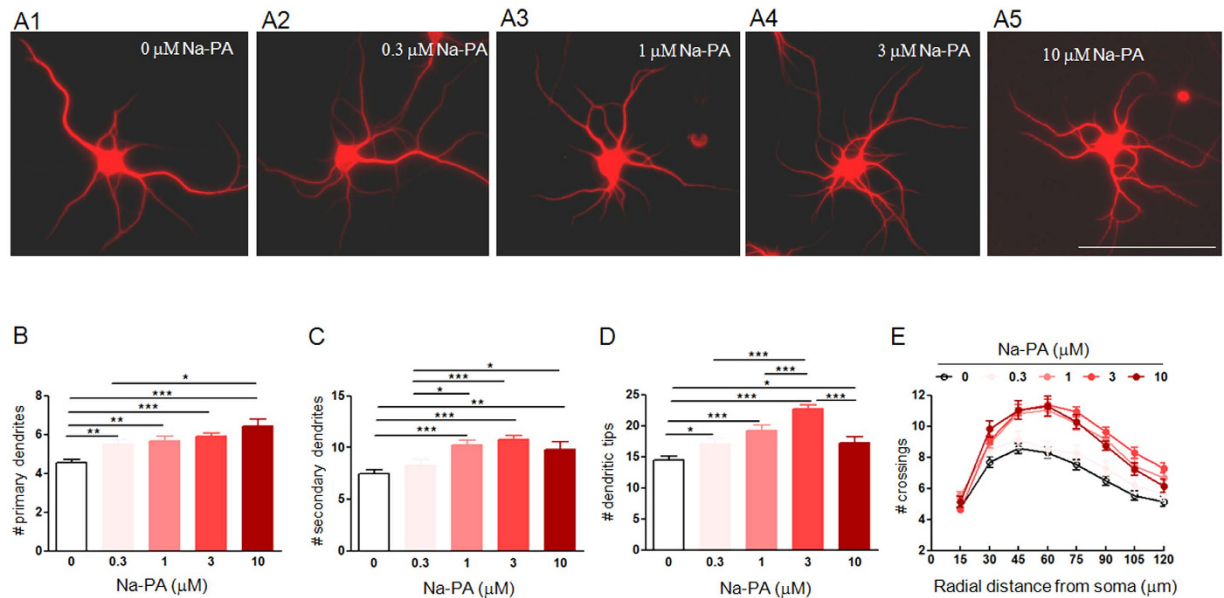 A1
A2
A3
A4
A5
0 μM Na-PA
0.3 μM Na-PA
1 μM Na-PA
3 μM Na-PA
10 μM Na-PA
B
# primary dendrites
8
6
4
2
0
*
***
***
**
**
0 0.3 1 3 10
Na-PA (μM)
C
# secondary dendrites
15
10
5
0
*
***
*
**
***
***
0 0.3 1 3 10
Na-PA (μM)
D
# dendritic tips
25
20
15
10
5
0
***
***
*
***
***
***
*
0 0.3 1 3 10
Na-PA (μM)
E
Na-PA (μM)
0 0.3 1 3 10
# crossings
12
10
8
6
4
2
0 15 30 45 60 75 90 105 120
Radial distance from soma (μm)